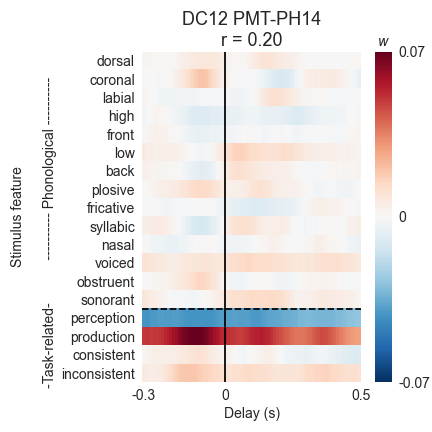 DC12 PMT-PH14
r = 0.20
w
Stimulus feature
----------- Phonological ----------
-Task-related-
dorsal
coronal
labial
high
front
low
back
plosive
fricative
syllabic
nasal
voiced
obstruent
sonorant
perception
production
consistent
inconsistent
0.07
0
-0.07
-0.3
0
0.5
Delay (s)